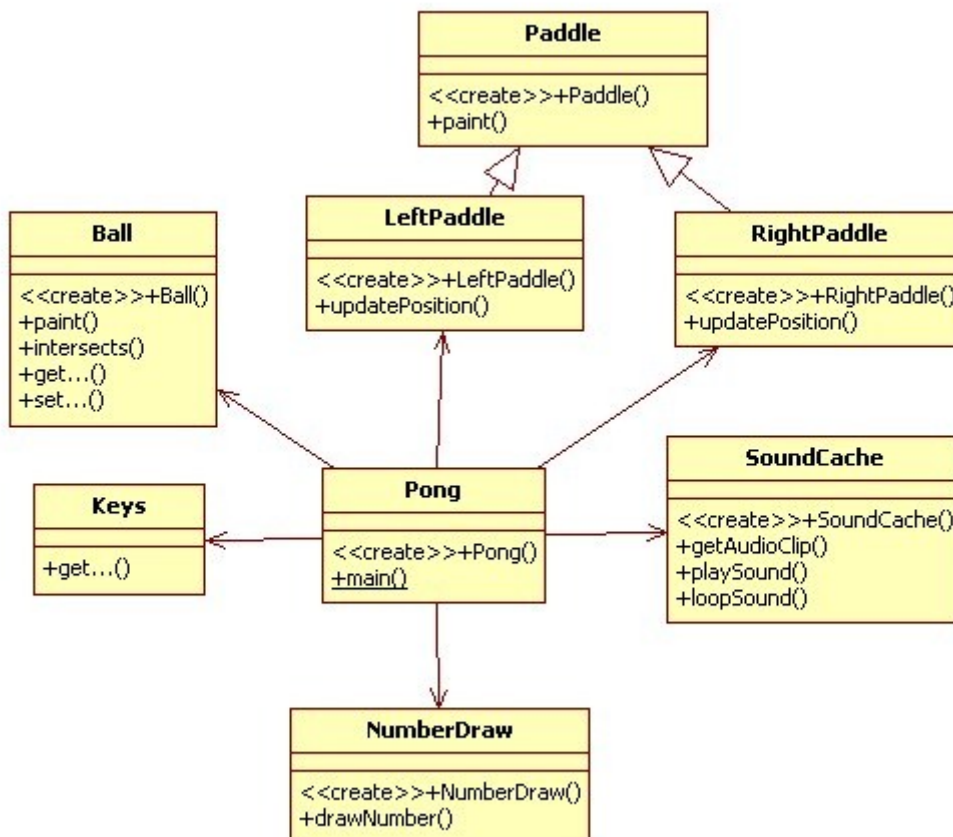 Paddle
<<create>>+Paddle()
+paint()
LeftPaddle
<<create>>+LeftPaddle()
+updatePosition()
RightPaddle
<<create>>+RightPaddle()
+updatePosition()
Ball
<<create>>+Ball()
+paint()
+intersects()
+get...()
+set...()
Keys
+get...()
Pong
<<create>>+Pong()
+main()
SoundCache
<<create>>+SoundCache()
+getAudioClip()
+playSound()
+loopSound()
NumberDraw
<<create>>+NumberDraw()
+drawNumber()